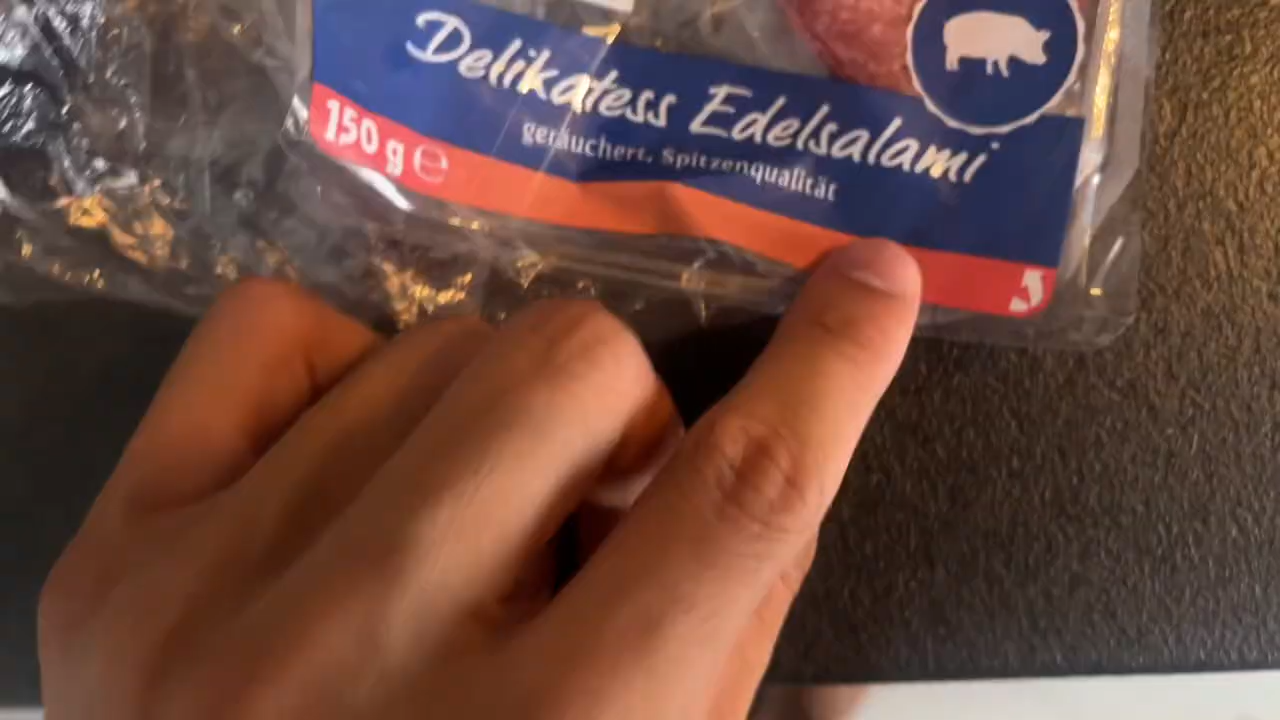 Delikatess Edelsalami
geräuchert. Spitzenqualität
150 g ℮